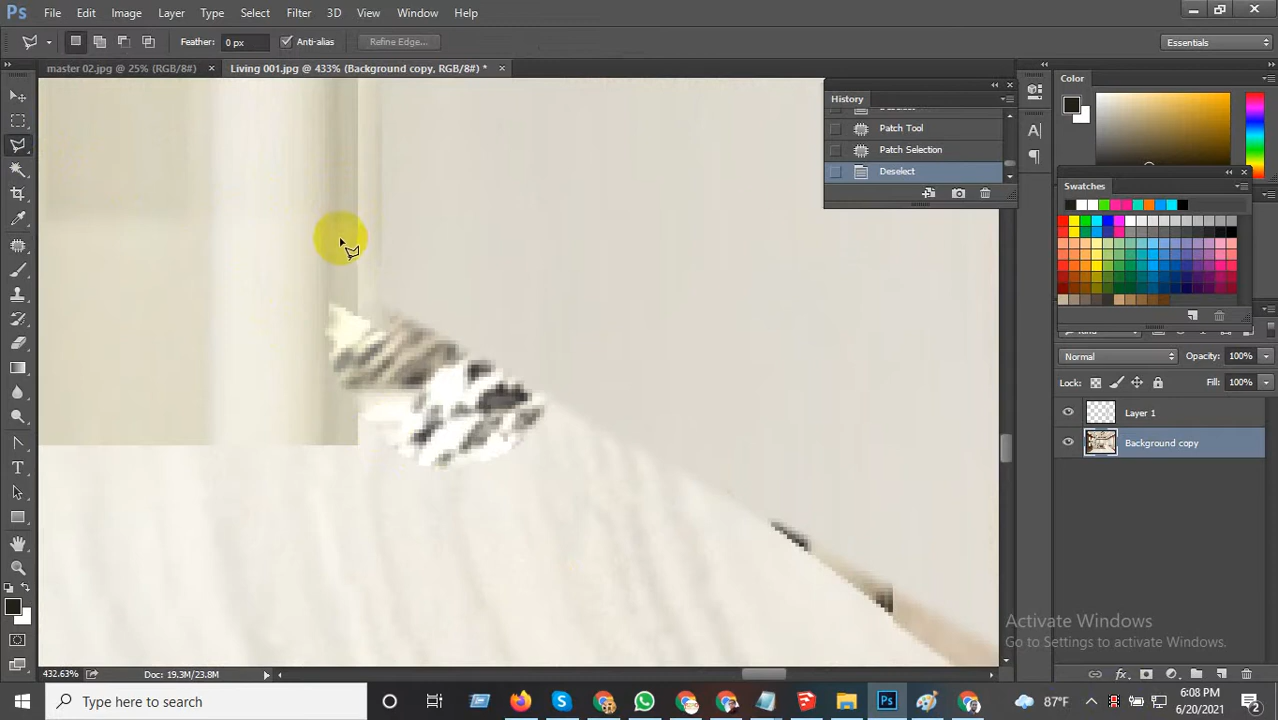 Ps File Edit Image Layer Type Select Filter 3D View Window Help
Feather: 0 px Anti-alias Refine Edge... Essentials
master 02.jpg @ 25% (RGB/8#) × Living 001.jpg @ 433% (Background copy, RGB/8#) * ×
Color
History
Patch Tool
Patch Selection
Deselect
Swatches
Normal Opacity: 100%
Lock: Fill: 100%
Layer 1
Background copy
Activate Windows
Go to Settings to activate Windows.
432.63% Doc: 19.3M/23.8M
Type here to search
87°F
6:08 PM
6/20/2021
2